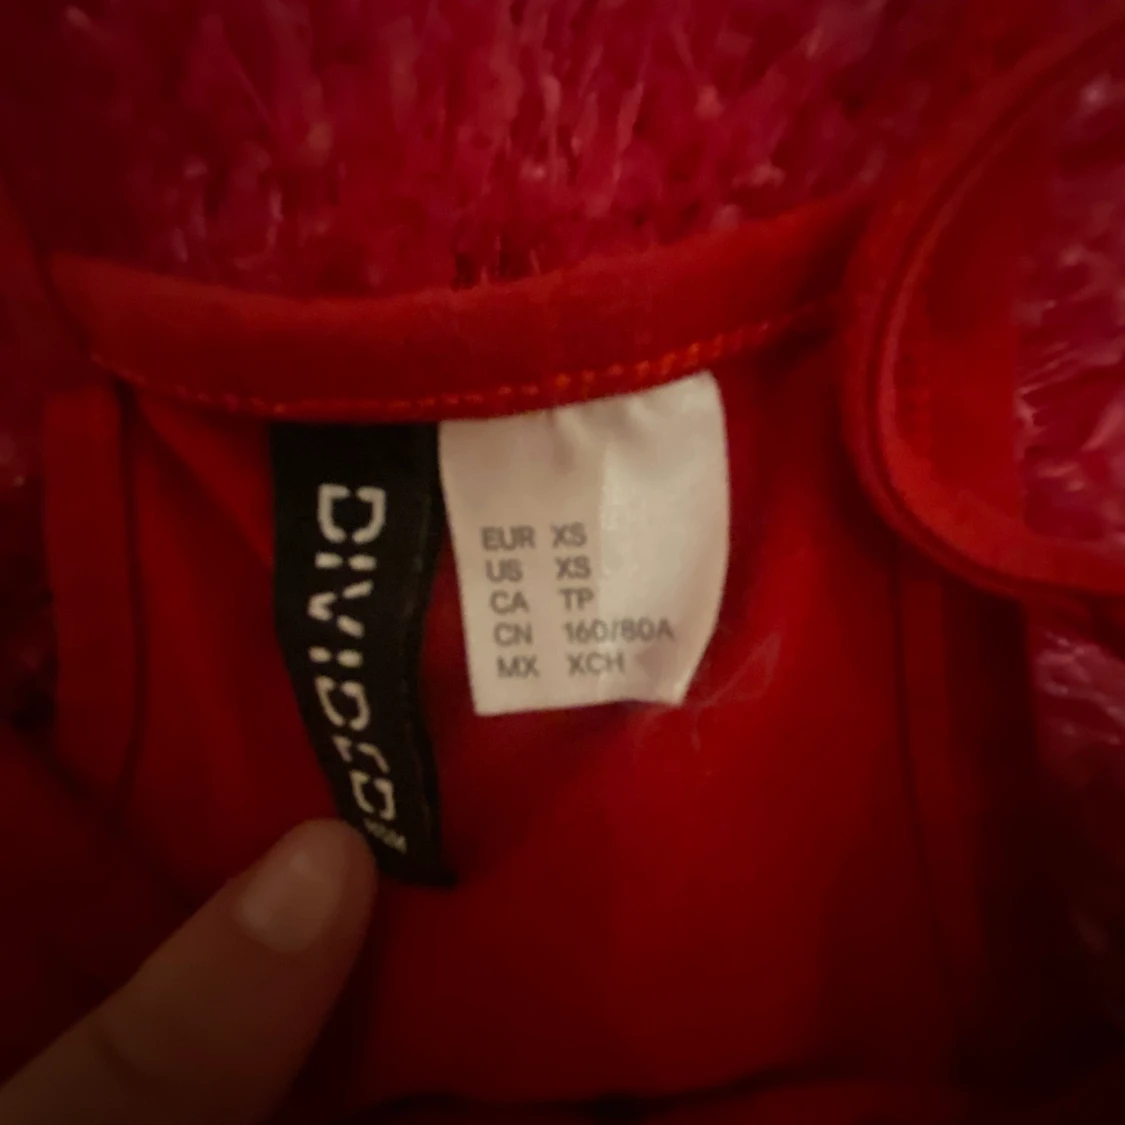 DIVIDED
H&M
EUR XS
US XS
CA TP
CN 160/80A
MX XCH